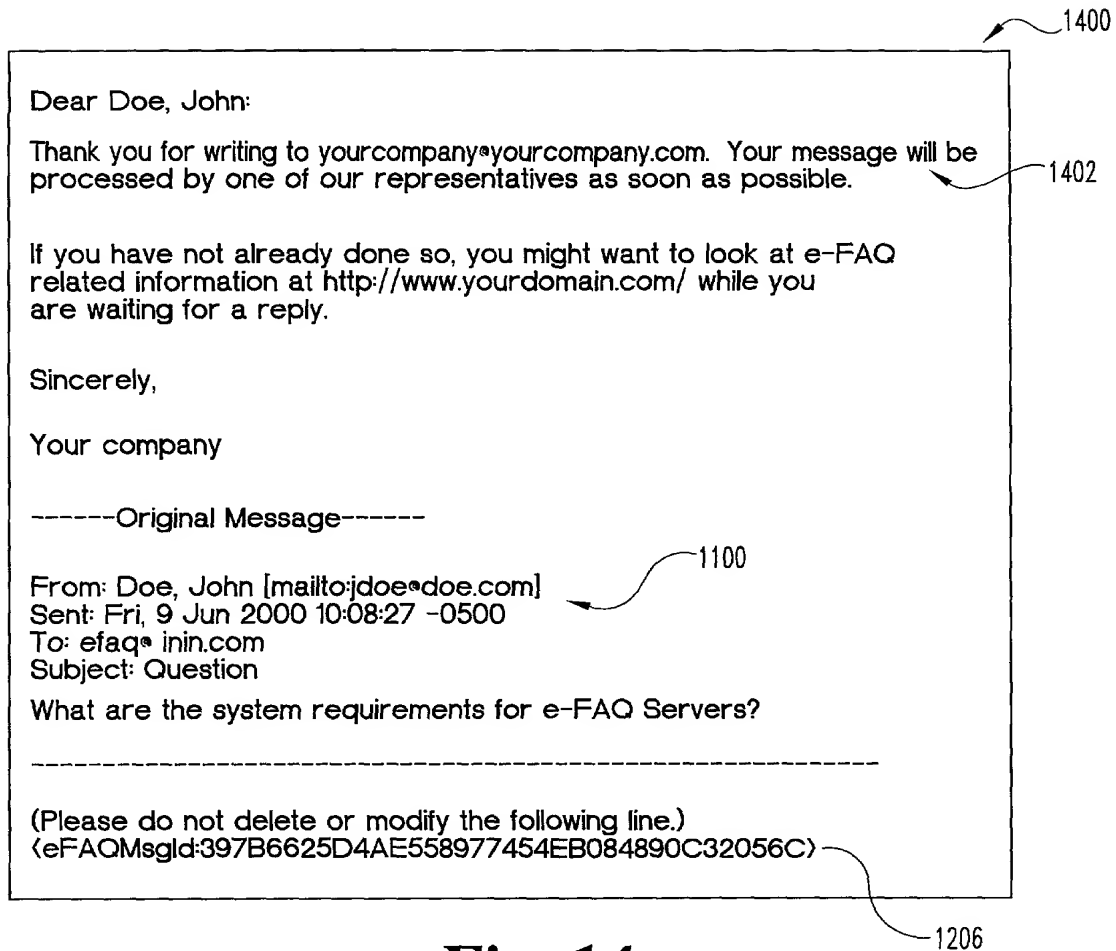 1400
Dear Doe, John:
Thank you for writing to yourcompany@yourcompany.com. Your message will be
processed by one of our representatives as soon as possible.
1402
If you have not already done so, you might want to look at e-FAQ
related information at http://www.yourdomain.com/ while you
are waiting for a reply.
Sincerely,
Your company
------Original Message------
1100
From: Doe, John [mailto:jdoe@doe.com]
Sent: Fri, 9 Jun 2000 10:08:27 -0500
To: efaq@ inin.com
Subject: Question
What are the system requirements for e-FAQ Servers?
------------------------------------------------------------
(Please do not delete or modify the following line.)
<eFAQMsgId:397B6625D4AE558977454EB084890C32056C>
1206